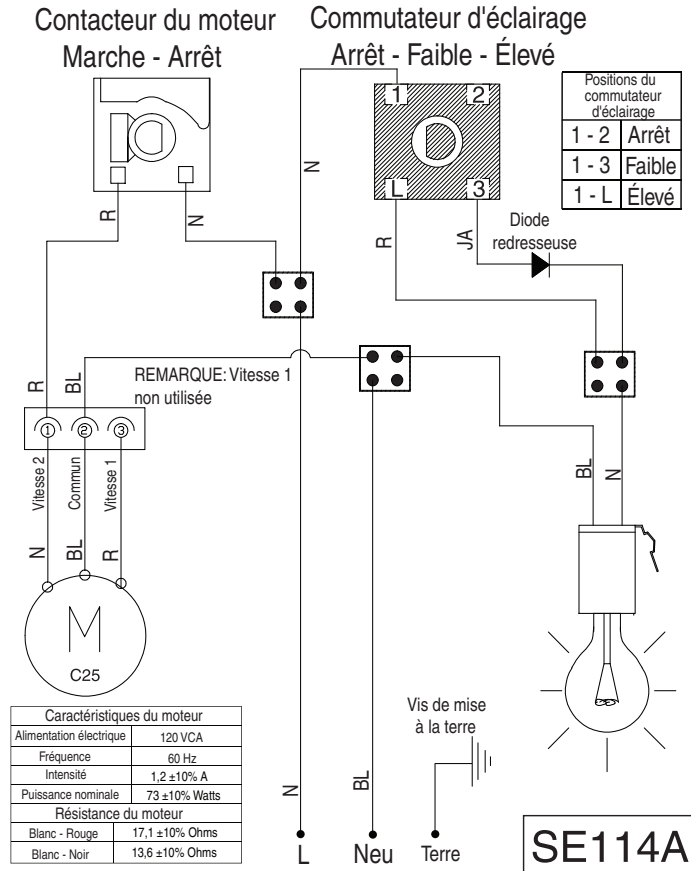 Contacteur du moteur
Marche - Arrêt
Commutateur d'éclairage
Arrêt - Faible - Élevé
1
2
L
3
Positions du
commutateur
d'éclairage
1 - 2 Arrêt
1 - 3 Faible
1 - L Élevé
N
R
N
R
JA
Diode
redresseuse
REMARQUE: Vitesse 1
non utilisée
R
BL
1
2
3
Vitesse 2
Commun
Vitesse 1
N
BL
R
M
C25
BL
N
Caractéristiques du moteur
Alimentation électrique 120 VCA
Fréquence 60 Hz
Intensité 1,2 ±10% A
Puissance nominale 73 ±10% Watts
Résistance du moteur
Blanc - Rouge 17,1 ±10% Ohms
Blanc - Noir 13,6 ±10% Ohms
Vis de mise
à la terre
N
BL
L
Neu
Terre
SE114A